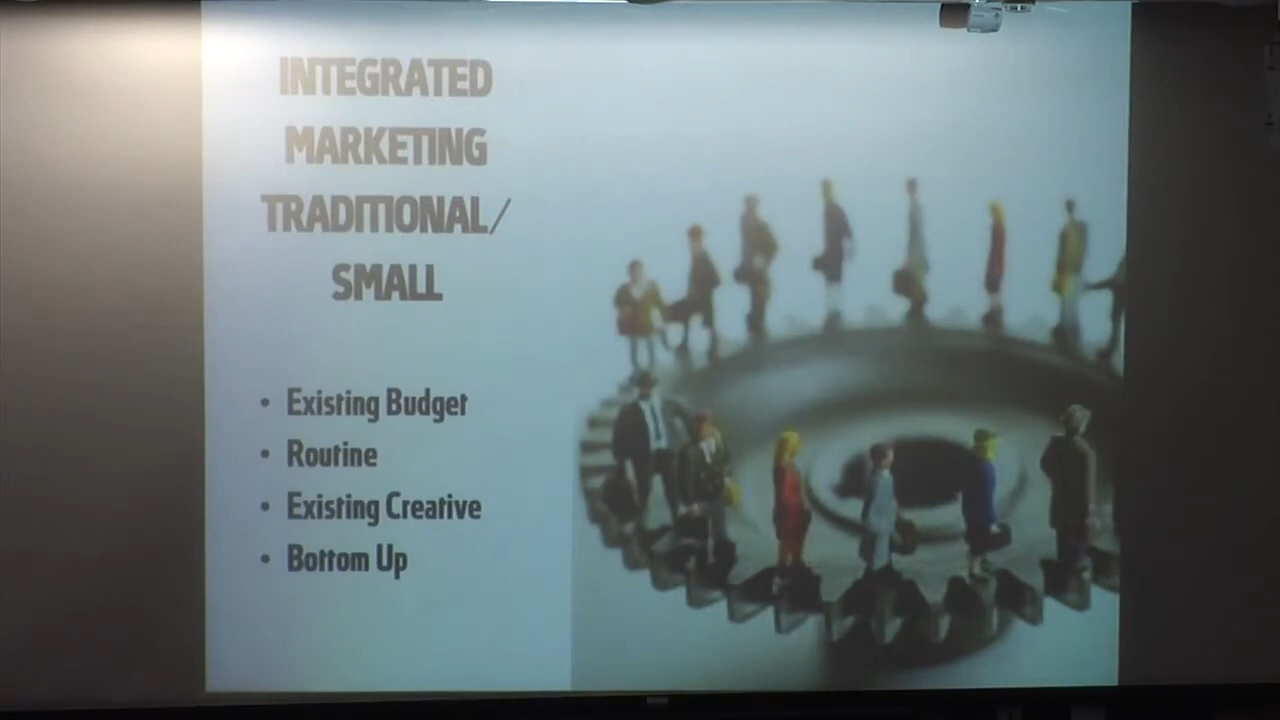 INTEGRATED
MARKETING
TRADITIONAL/
SMALL
• Existing Budget
• Routine
• Existing Creative
• Bottom Up